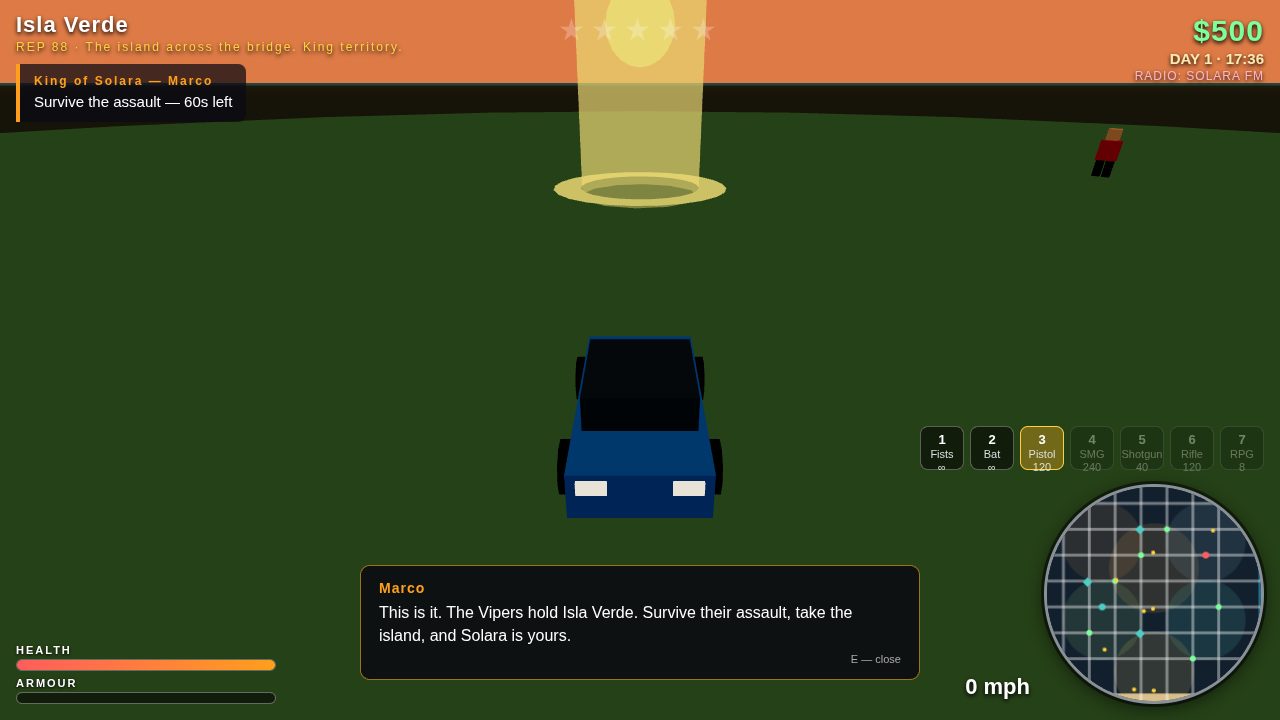 Isla Verde
REP 88 · The island across the bridge. King territory.
King of Solara — Marco
Survive the assault — 60s left
$500
DAY 1 · 17:36
RADIO: SOLARA FM
1
Fists
∞
2
Bat
∞
3
Pistol
120
4
SMG
240
5
Shotgun
40
6
Rifle
120
7
RPG
8
Marco
This is it. The Vipers hold Isla Verde. Survive their assault, take the
island, and Solara is yours.
E — close
HEALTH
ARMOUR
0 mph